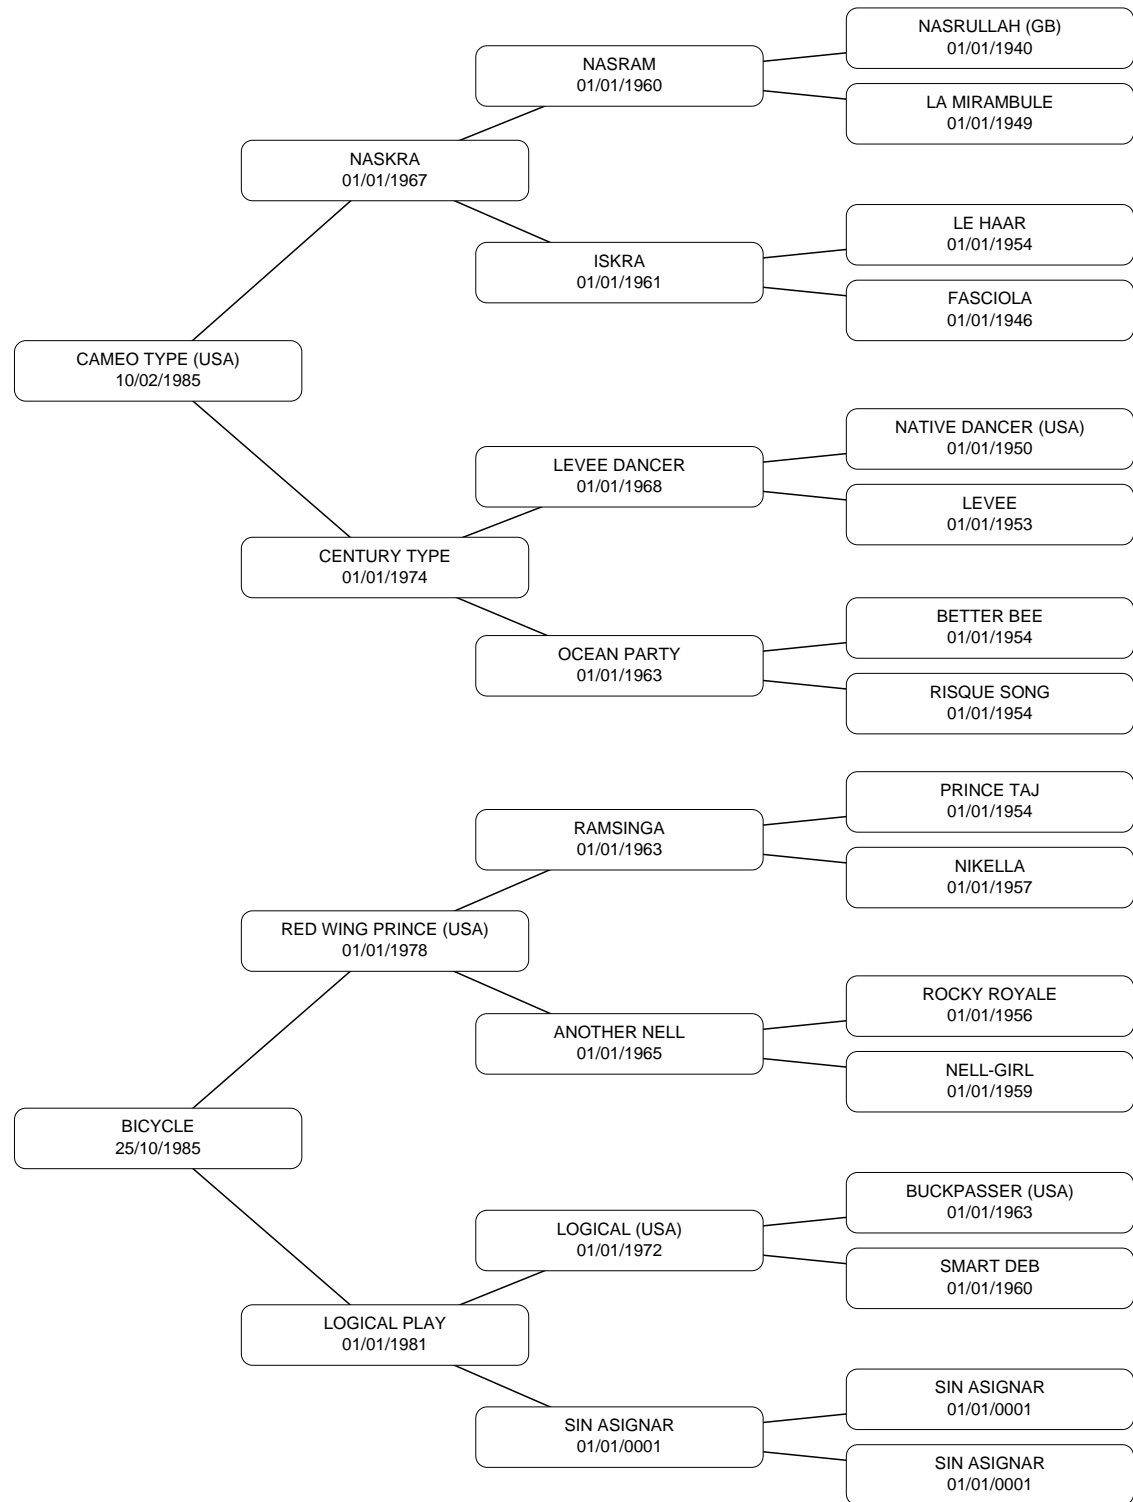 NASRULLAH (GB)
01/01/1940
NASRAM
01/01/1960
LA MIRAMBULE
01/01/1949
NASKRA
01/01/1967
LE HAAR
01/01/1954
ISKRA
01/01/1961
FASCIOLA
01/01/1946
CAMEO TYPE (USA)
10/02/1985
NATIVE DANCER (USA)
01/01/1950
LEVEE DANCER
01/01/1968
LEVEE
01/01/1953
CENTURY TYPE
01/01/1974
BETTER BEE
01/01/1954
OCEAN PARTY
01/01/1963
RISQUE SONG
01/01/1954
PRINCE TAJ
01/01/1954
RAMSINGA
01/01/1963
NIKELLA
01/01/1957
RED WING PRINCE (USA)
01/01/1978
ROCKY ROYALE
01/01/1956
ANOTHER NELL
01/01/1965
NELL-GIRL
01/01/1959
BICYCLE
25/10/1985
BUCKPASSER (USA)
01/01/1963
LOGICAL (USA)
01/01/1972
SMART DEB
01/01/1960
LOGICAL PLAY
01/01/1981
SIN ASIGNAR
01/01/0001
SIN ASIGNAR
01/01/0001
SIN ASIGNAR
01/01/0001